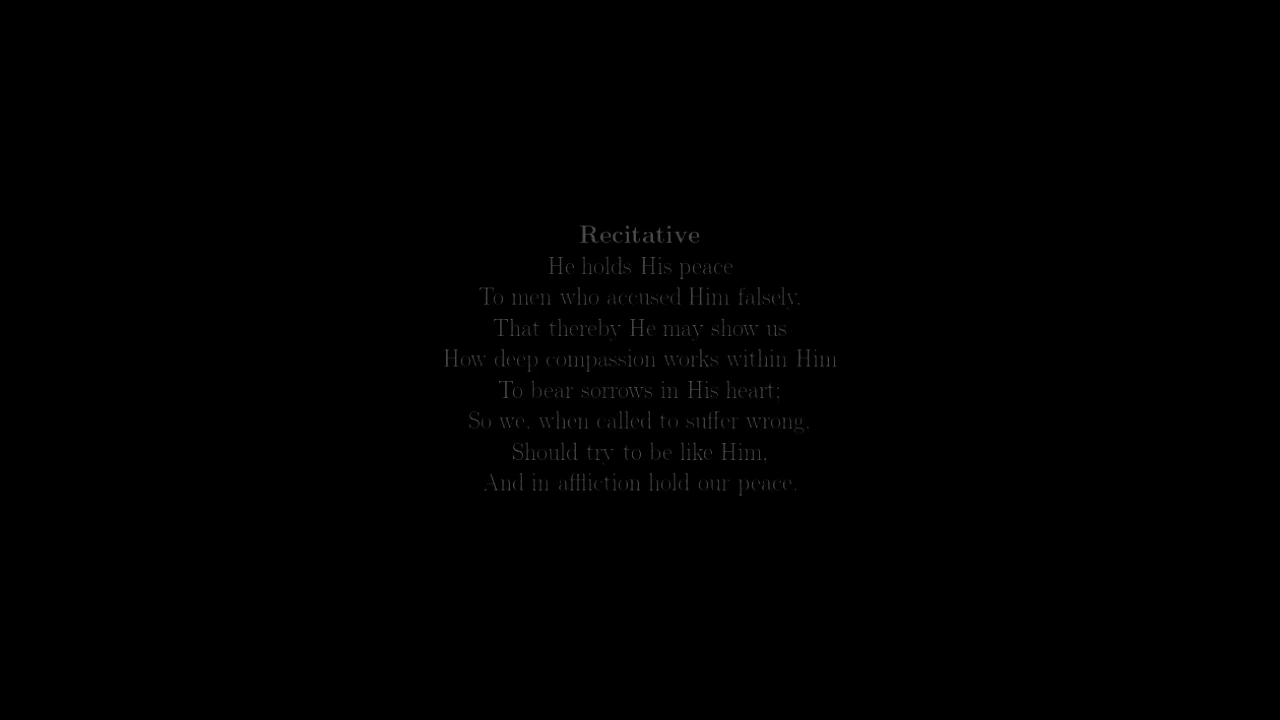 Recitative
He holds His peace
To men who accused Him falsely,
That thereby He may show us
How deep compassion works within Him
To bear sorrows in His heart;
So we, when called to suffer wrong,
Should try to be like Him,
And in affliction hold our peace.